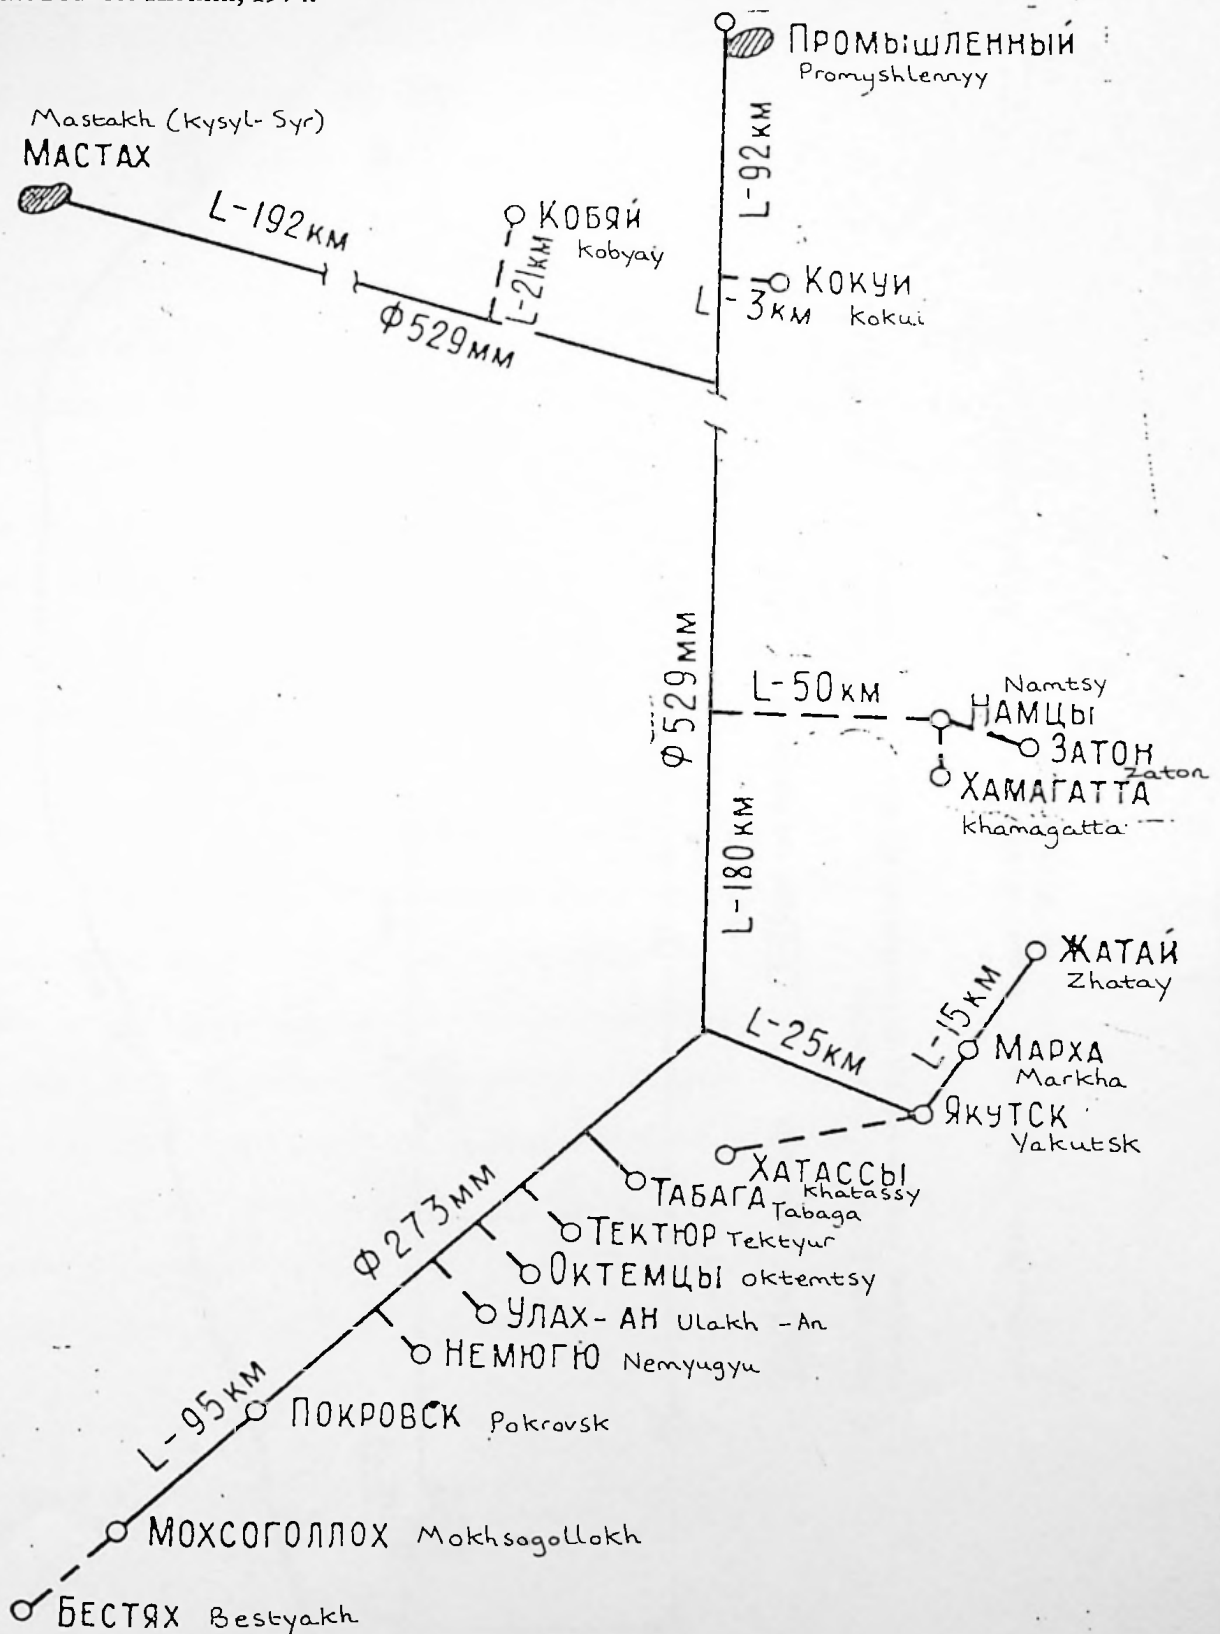 ПРОМЫШЛЕННЫЙ
Promyshlennyy
Mastakh (Kysyl-Syr)
МАСТАХ
L-92км
L-192км
КОБЯЙ
Kobyay
L-21км
КОКУИ
Kokui
L-3км
Ф529мм
Ф529мм
L-50км
Namtsy
НАМЦЫ
ЗАТОН
Zaton
ХАМАГАТТА
Khamagatta
L-180км
ЖАТАЙ
Zhatay
L-15км
L-25км
МАРХА
Markha
ЯКУТСК
Yakutsk
ХАТАССЫ
Khatassy
ТАБАГА
Tabaga
Ф273мм
ТЕКТЮР Tektyur
ОКТЕМЦЫ Oktemtsy
УЛАХ-АН Ulakh-An
НЕМЮГЮ Nemyugyu
L-95км
ПОКРОВСК Pokrovsk
МОХСОГОЛЛОХ Mokhsogollokh
БЕСТЯХ Bestyakh